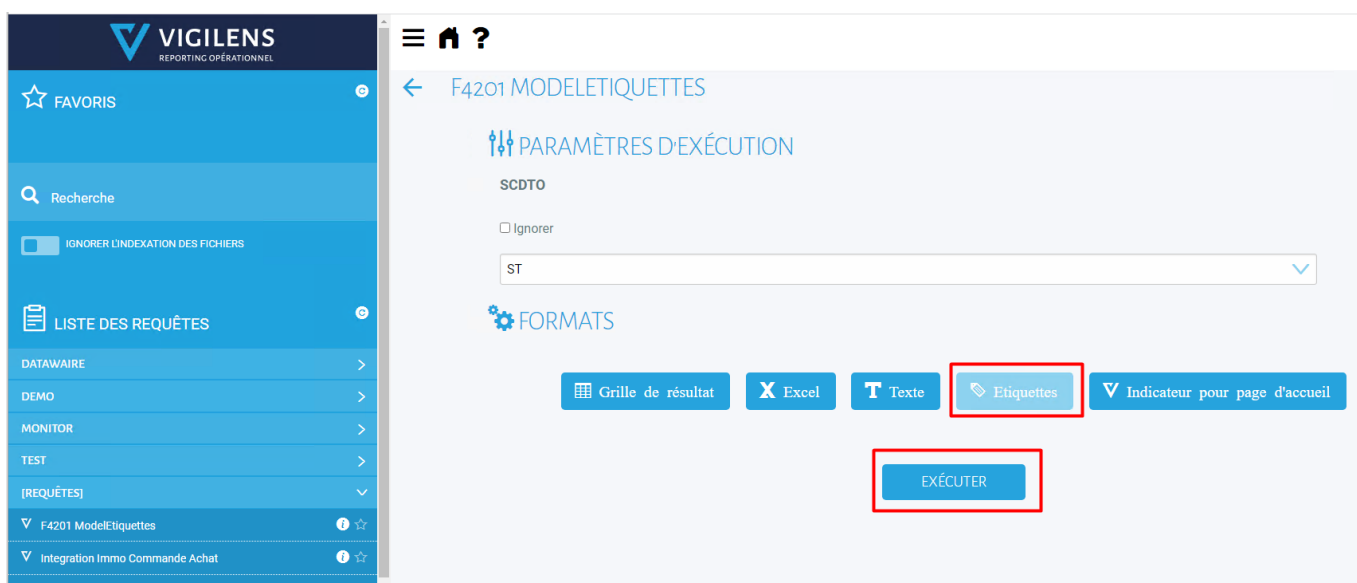 VIGILENS
REPORTING OPÉRATIONNEL
FAVORIS
Recherche
IGNORER L'INDEXATION DES FICHIERS
LISTE DES REQUÊTES
DATAWAIRE
DEMO
MONITOR
TEST
[REQUÊTES]
F4201 ModelEtiquettes
Integration Immo Commande Achat
F4201 MODELETIQUETTES
PARAMÈTRES D'EXÉCUTION
SCDTO
Ignorer
ST
FORMATS
Grille de résultat X Excel T Texte Etiquettes Indicateur pour page d'accueil
EXÉCUTER